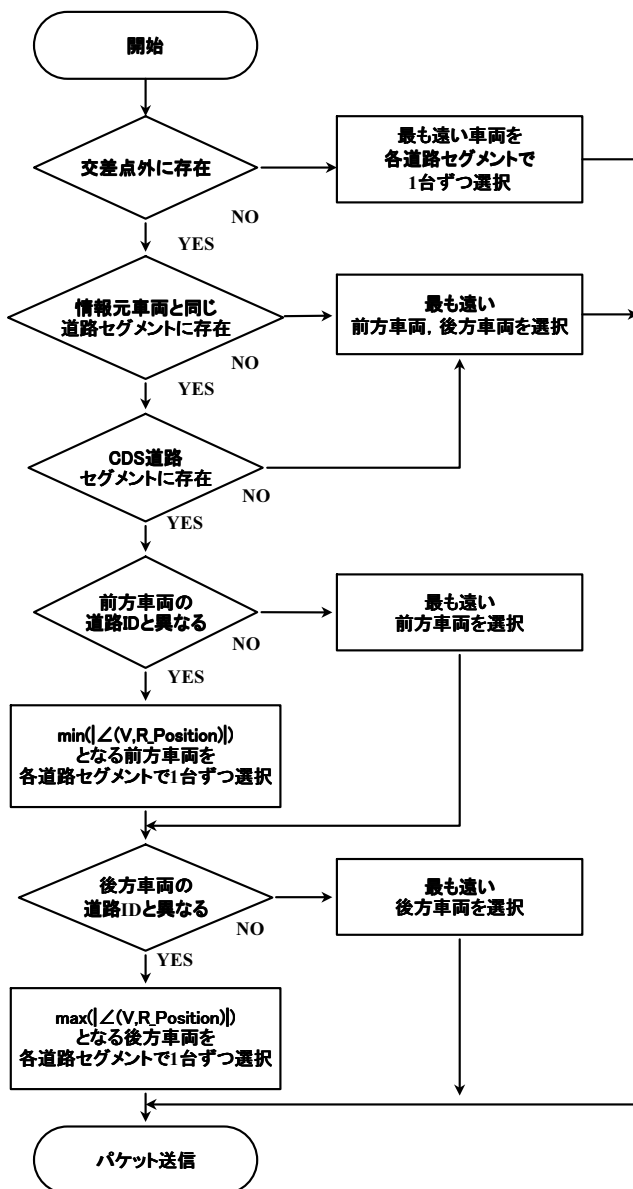 開始
交差点外に存在
NO
YES
最も遠い車両を
各道路セグメントで
1台ずつ選択
情報元車両と同じ
道路セグメントに存在
NO
YES
最も遠い
前方車両，後方車両を選択
CDS道路
セグメントに存在
NO
YES
前方車両の
道路IDと異なる
NO
YES
最も遠い
前方車両を選択
min(|∠(V,R_Position)|)
となる前方車両を
各道路セグメントで1台ずつ選択
後方車両の
道路IDと異なる
NO
YES
最も遠い
後方車両を選択
max(|∠(V,R_Position)|)
となる後方車両を
各道路セグメントで1台ずつ選択
パケット送信